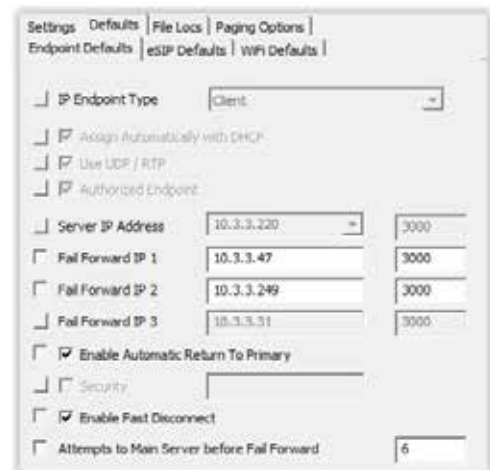 Settings Defaults File Locs Paging Options
Endpoint Defaults eSIP Defaults WiFi Defaults
IP Endpoint Type Client
Assign Automatically with DHCP
Use UDP / RTP
Authorized Endpoint
Server IP Address 10.3.3.220 3000
Fail Forward IP 1 10.3.3.47 3000
Fail Forward IP 2 10.3.3.249 3000
Fail Forward IP 3 10.3.3.31 3000
Enable Automatic Return To Primary
Security
Enable Fast Disconnect
Attempts to Main Server before Fail Forward 6